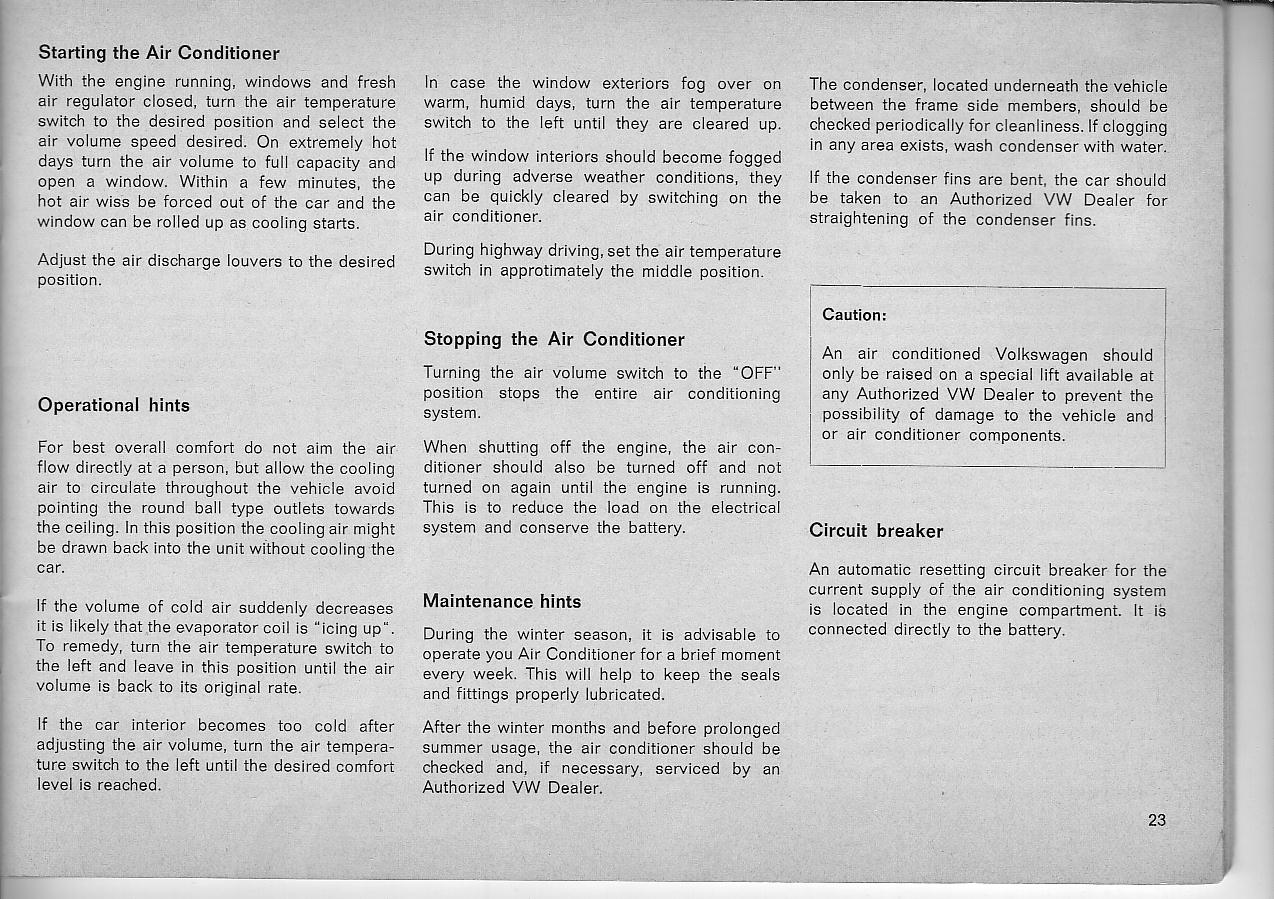 Starting the Air Conditioner
With the engine running, windows and fresh
air regulator closed, turn the air temperature
switch to the desired position and select the
air volume speed desired. On extremely hot
days turn the air volume to full capacity and
open a window. Within a few minutes, the
hot air wiss be forced out of the car and the
window can be rolled up as cooling starts.
Adjust the air discharge louvers to the desired
position.
Operational hints
For best overall comfort do not aim the air
flow directly at a person, but allow the cooling
air to circulate throughout the vehicle avoid
pointing the round ball type outlets towards
the ceiling. In this position the cooling air might
be drawn back into the unit without cooling the
car.
If the volume of cold air suddenly decreases
it is likely that the evaporator coil is "icing up".
To remedy, turn the air temperature switch to
the left and leave in this position until the air
volume is back to its original rate.
If the car interior becomes too cold after
adjusting the air volume, turn the air tempera-
ture switch to the left until the desired comfort
level is reached.
In case the window exteriors fog over on
warm, humid days, turn the air temperature
switch to the left until they are cleared up.
If the window interiors should become fogged
up during adverse weather conditions, they
can be quickly cleared by switching on the
air conditioner.
During highway driving, set the air temperature
switch in approtimately the middle position.
Stopping the Air Conditioner
Turning the air volume switch to the "OFF"
position stops the entire air conditioning
system.
When shutting off the engine, the air con-
ditioner should also be turned off and not
turned on again until the engine is running.
This is to reduce the load on the electrical
system and conserve the battery.
Maintenance hints
During the winter season, it is advisable to
operate you Air Conditioner for a brief moment
every week. This will help to keep the seals
and fittings properly lubricated.
After the winter months and before prolonged
summer usage, the air conditioner should be
checked and, if necessary, serviced by an
Authorized VW Dealer.
The condenser, located underneath the vehicle
between the frame side members, should be
checked periodically for cleanliness. If clogging
in any area exists, wash condenser with water.
If the condenser fins are bent, the car should
be taken to an Authorized VW Dealer for
straightening of the condenser fins.
Caution:
An air conditioned Volkswagen should
only be raised on a special lift available at
any Authorized VW Dealer to prevent the
possibility of damage to the vehicle and
or air conditioner components.
Circuit breaker
An automatic resetting circuit breaker for the
current supply of the air conditioning system
is located in the engine compartment. It is
connected directly to the battery.
23